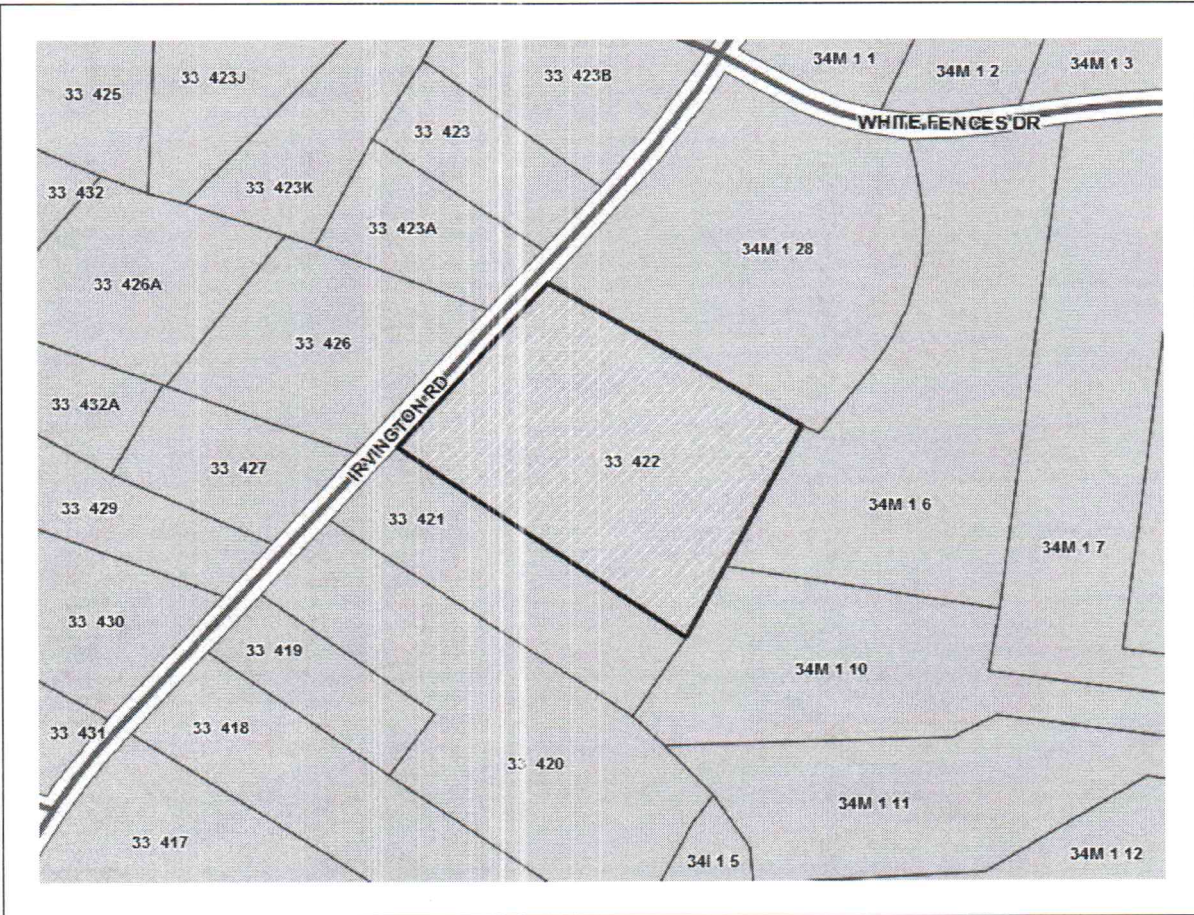 34M 1 1
34M 1 2
34M 1 3
33 425
33 423J
33 423B
WHITE FENCES DR
33 423
33 432
33 423K
33 423A
34M 1 28
33 426A
33 426
33 432A
IRVINGTON RD
33 427
33 422
33 429
33 421
34M 1 6
34M 1 7
33 430
33 419
34M 1 10
33 431
33 418
33 420
34M 1 11
33 417
34I 1 5
34M 1 12